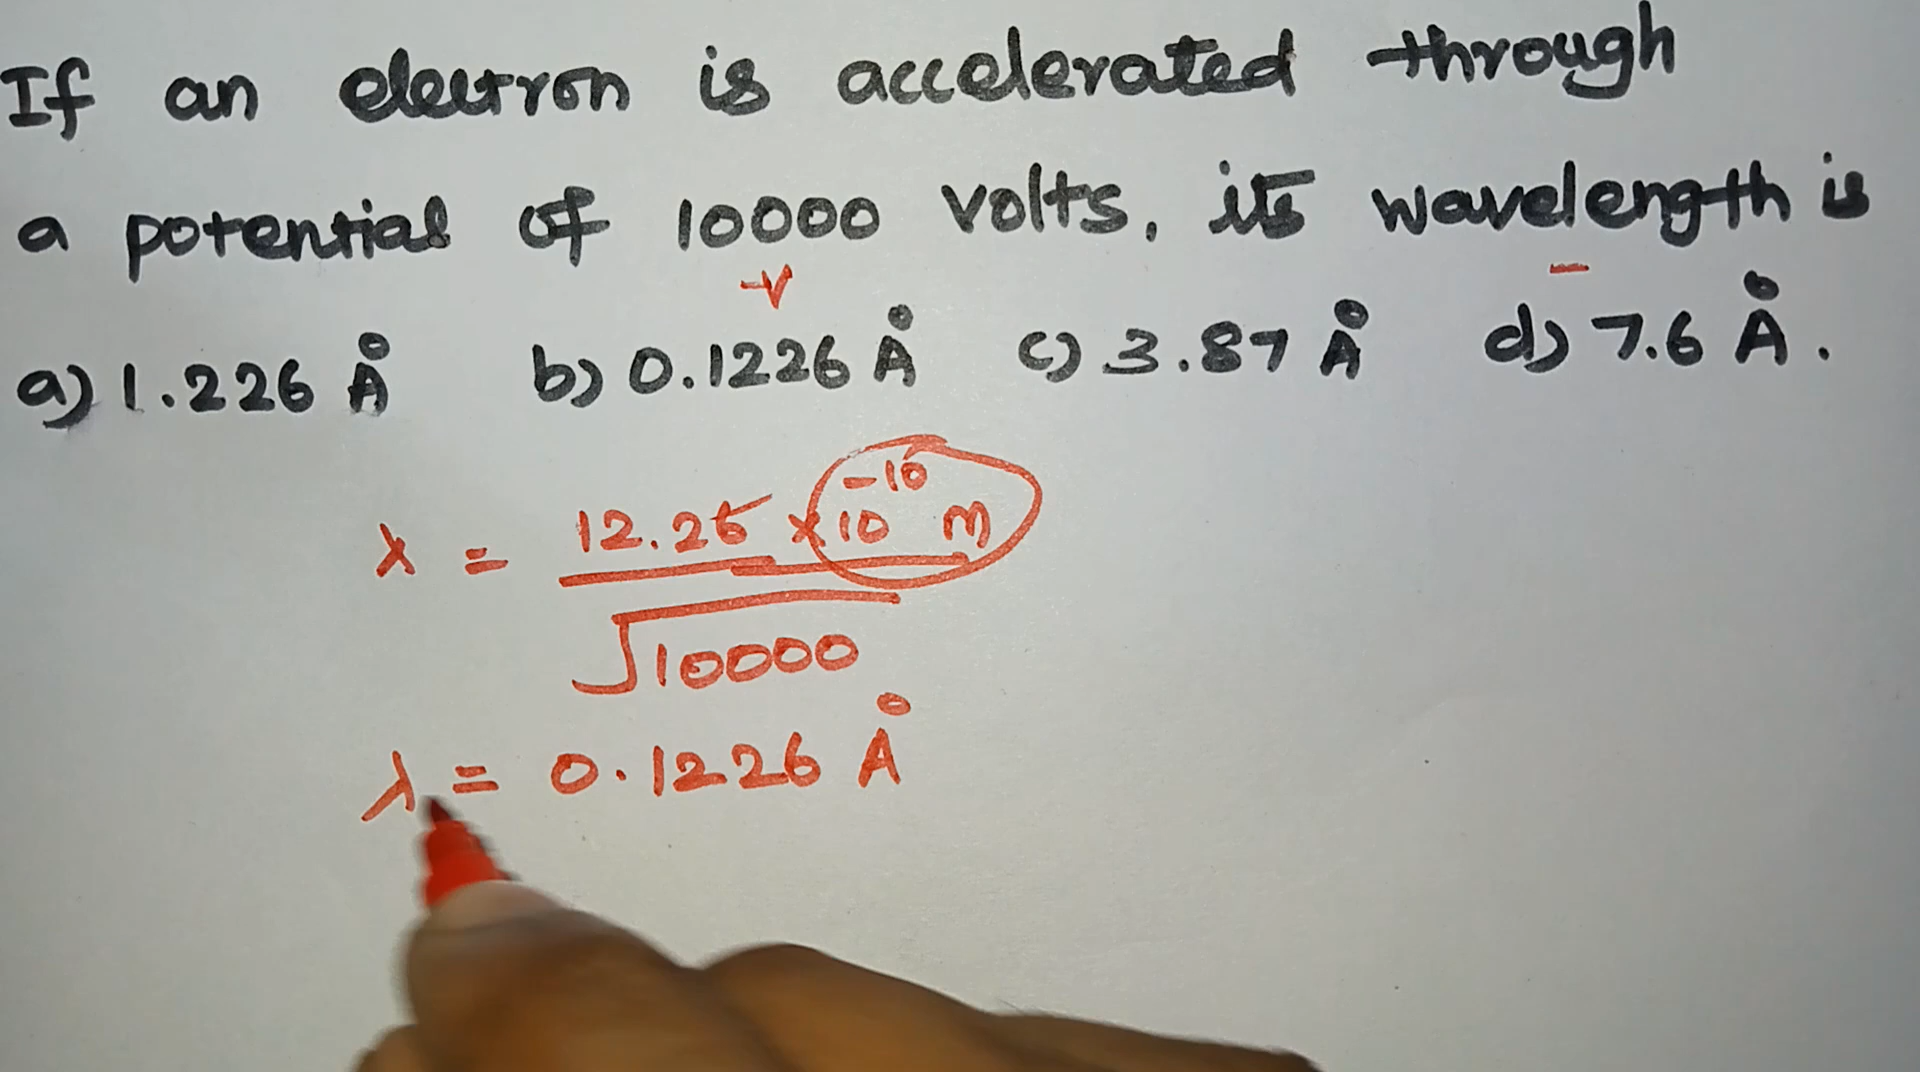 If an electron is accelerated through
a potential of 10000 volts, its wavelength is
V
a) 1.226 Å b) 0.1226 Å c) 3.87 Å d) 7.6 Å.
λ = 12.26 × 10⁻¹⁰ m
√10000
λ = 0.1226 Å